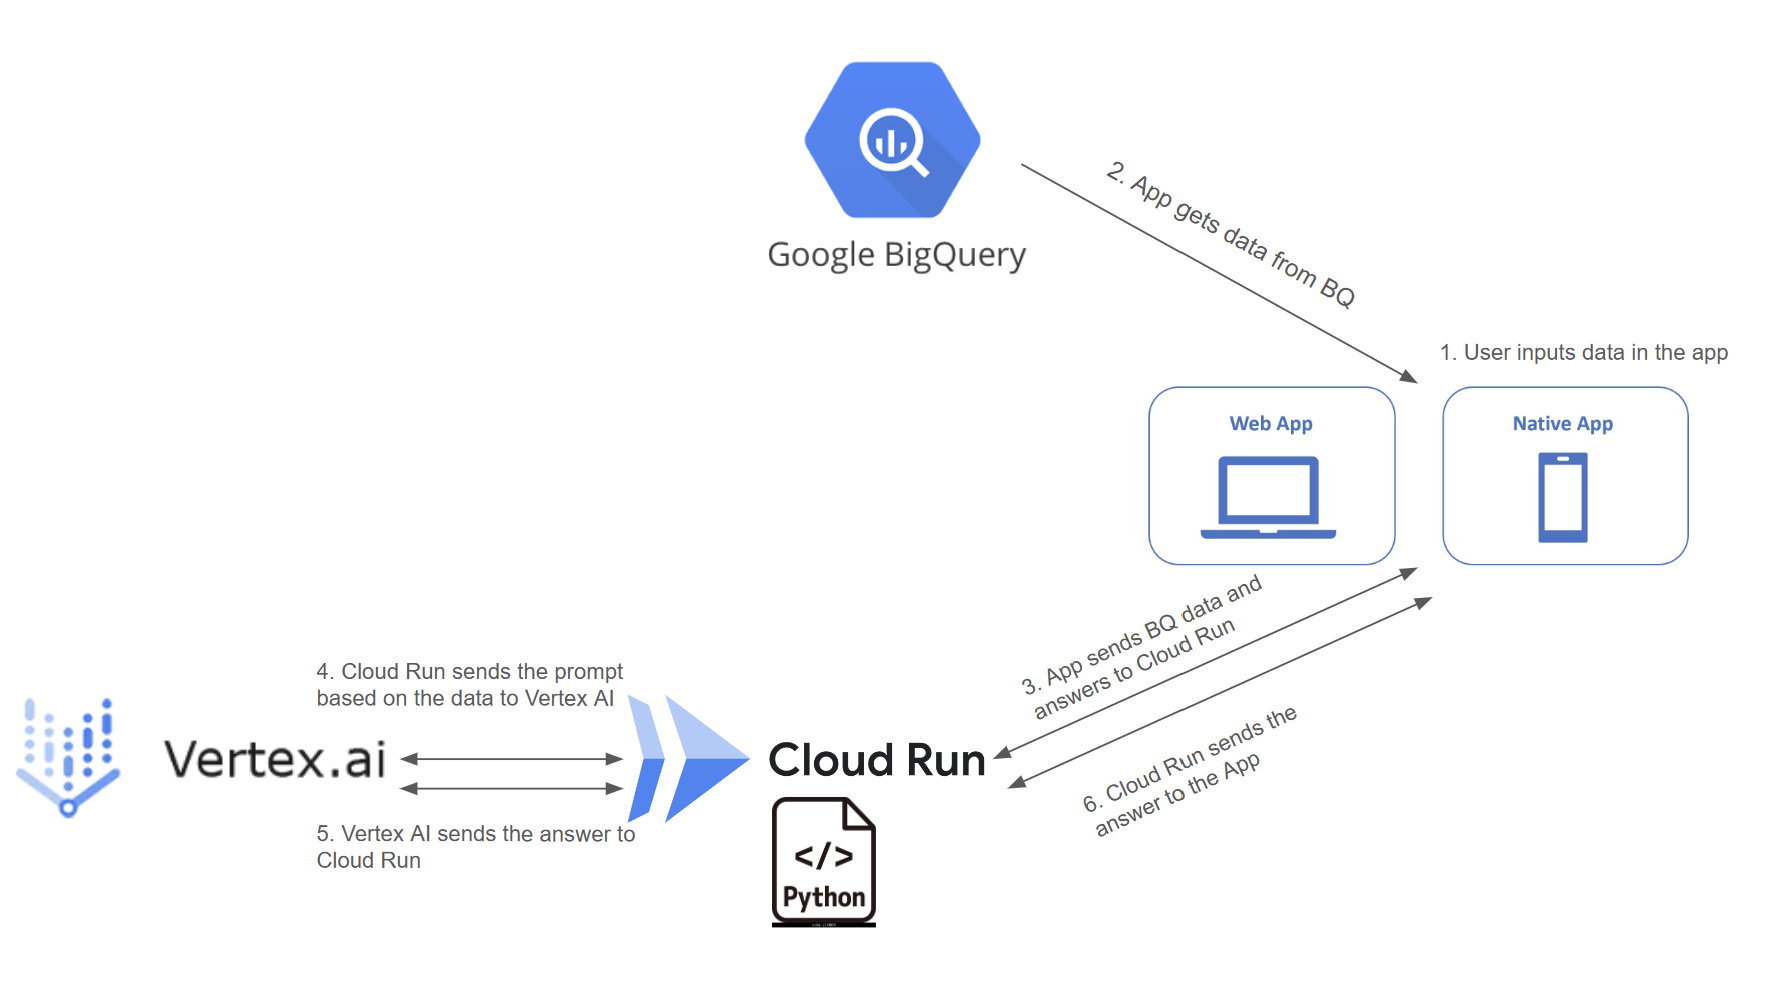 Google BigQuery
2. App gets data from BQ
1. User inputs data in the app
Web App
Native App
3. App sends BQ data and
answers to Cloud Run
4. Cloud Run sends the prompt
based on the data to Vertex AI
Vertex.ai
Cloud Run
6. Cloud Run sends the
answer to the App
5. Vertex AI sends the answer to
Cloud Run
</>
Python